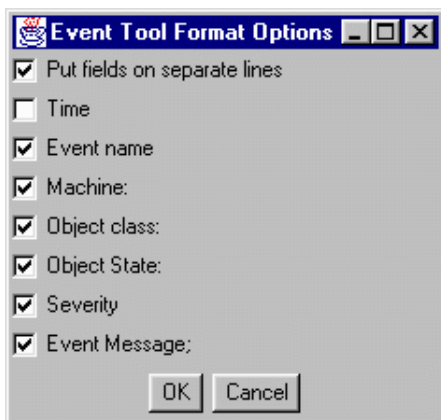 Event Tool Format Options
Put fields on separate lines
Time
Event name
Machine:
Object class:
Object State:
Severity
Event Message;
OK Cancel